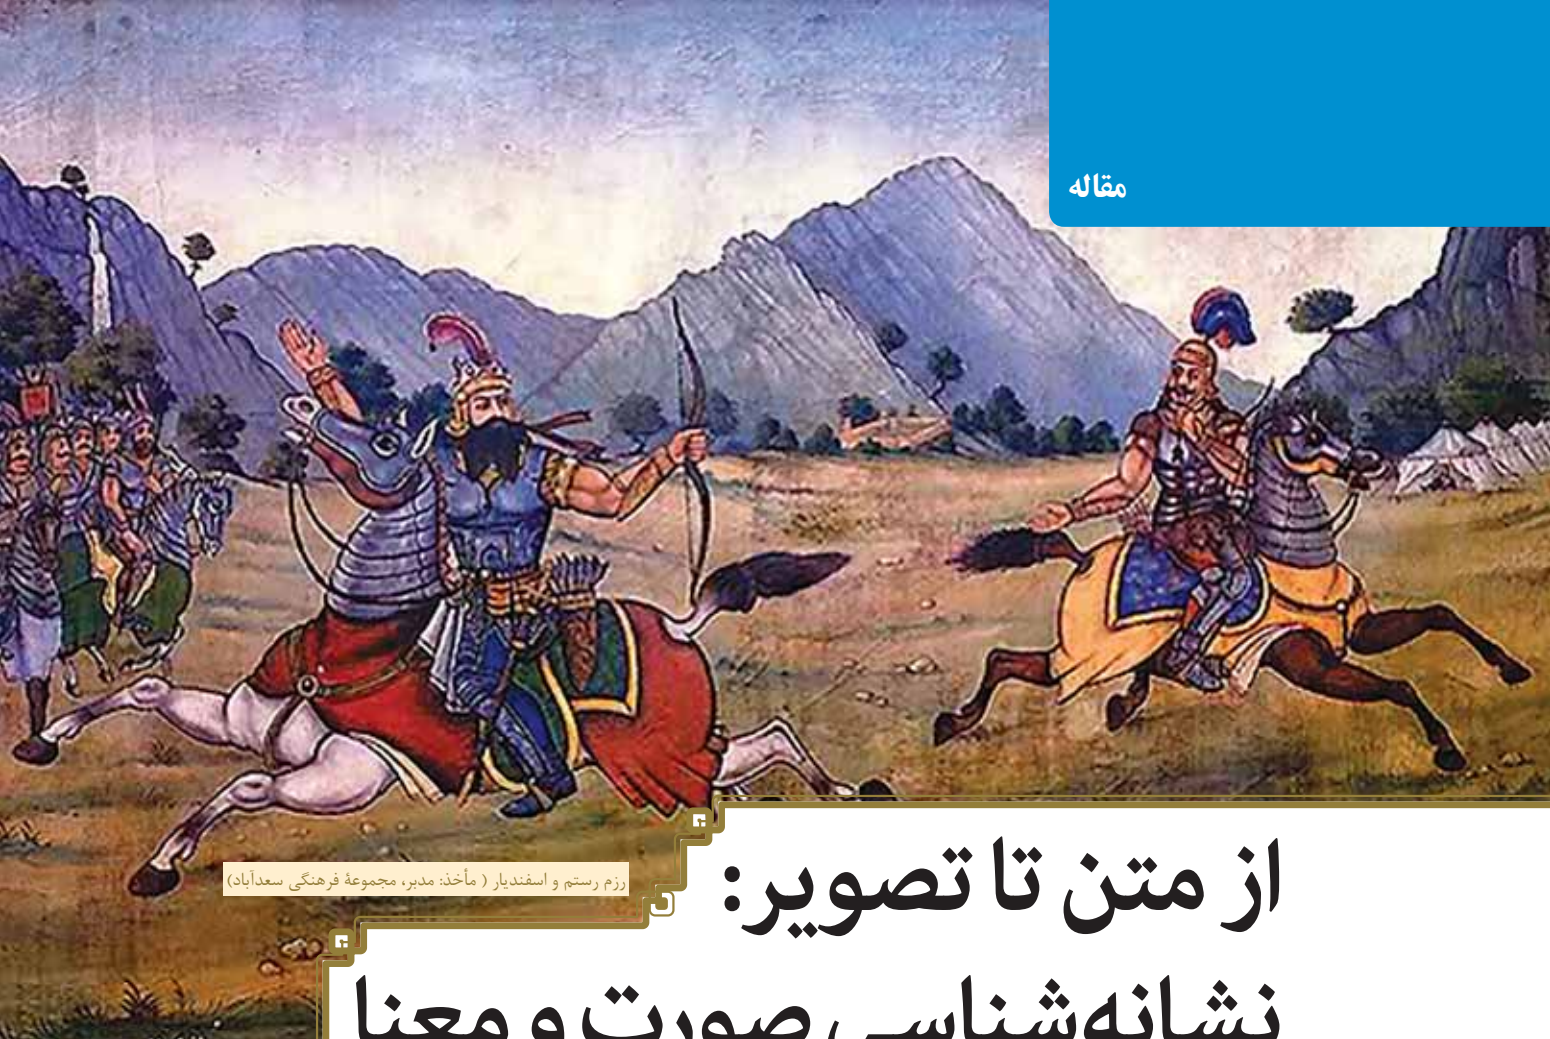 مقاله
رزم رستم و اسفندیار ( مأخذ: مدبر، مجموعهٔ فرهنگی سعدآباد)
از متن تا تصویر:
نشانه‌شناسی صورت و معنا